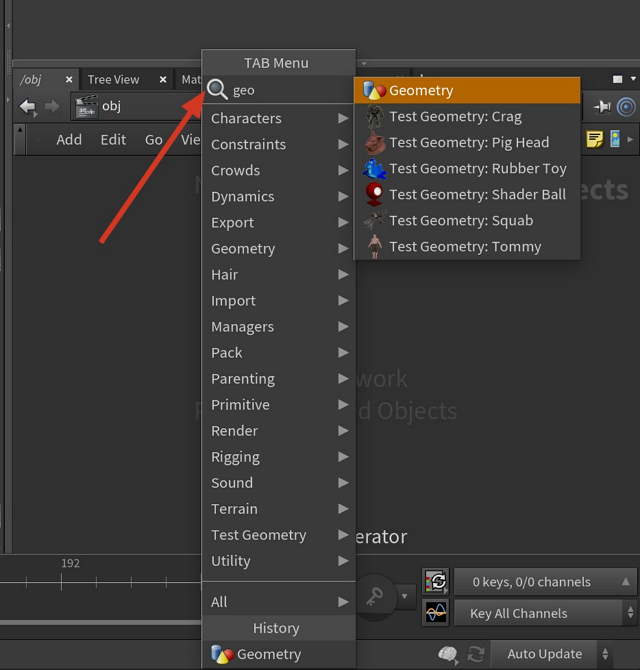 TAB Menu
/obj × Tree View × Mat
geo
obj
Geometry
Test Geometry: Crag
Test Geometry: Pig Head
Test Geometry: Rubber Toy
Test Geometry: Shader Ball
Test Geometry: Squab
Test Geometry: Tommy
Add Edit Go Vie
Characters
Constraints
Crowds
Dynamics
Export
Geometry
Hair
Import
Managers
Pack
Parenting
Primitive
Render
Rigging
Sound
Terrain
Test Geometry
Utility
All
History
Geometry
ects
work
d Objects
erator
192
0 keys, 0/0 channels
Key All Channels
Auto Update